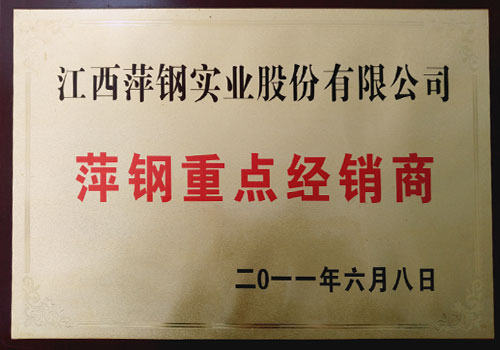 江西萍钢实业股份有限公司
萍钢重点经销商
二0一一年六月八日